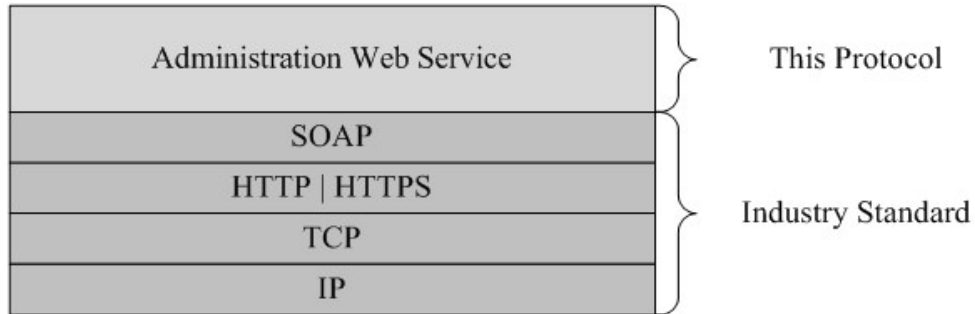 Administration Web Service
This Protocol
SOAP
HTTP | HTTPS
TCP
IP
Industry Standard